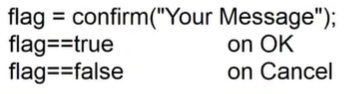 flag = confirm("Your Message");
flag==true on OK
flag==false on Cancel